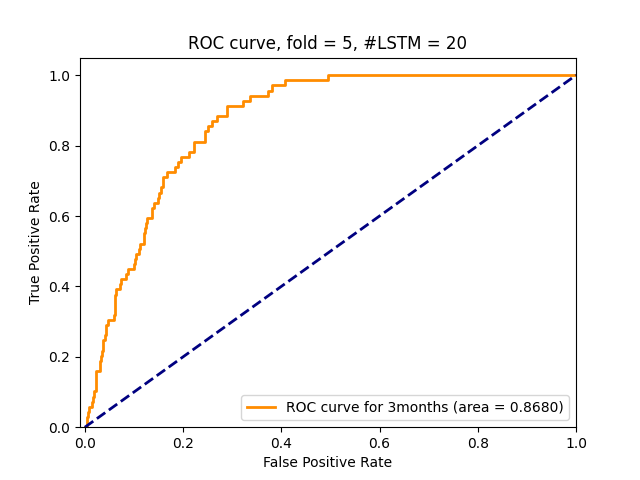 ROC curve, fold = 5, #LSTM = 20
True Positive Rate
1.0
0.8
0.6
0.4
0.2
0.0
ROC curve for 3months (area = 0.8680)
0.0 0.2 0.4 0.6 0.8 1.0
False Positive Rate